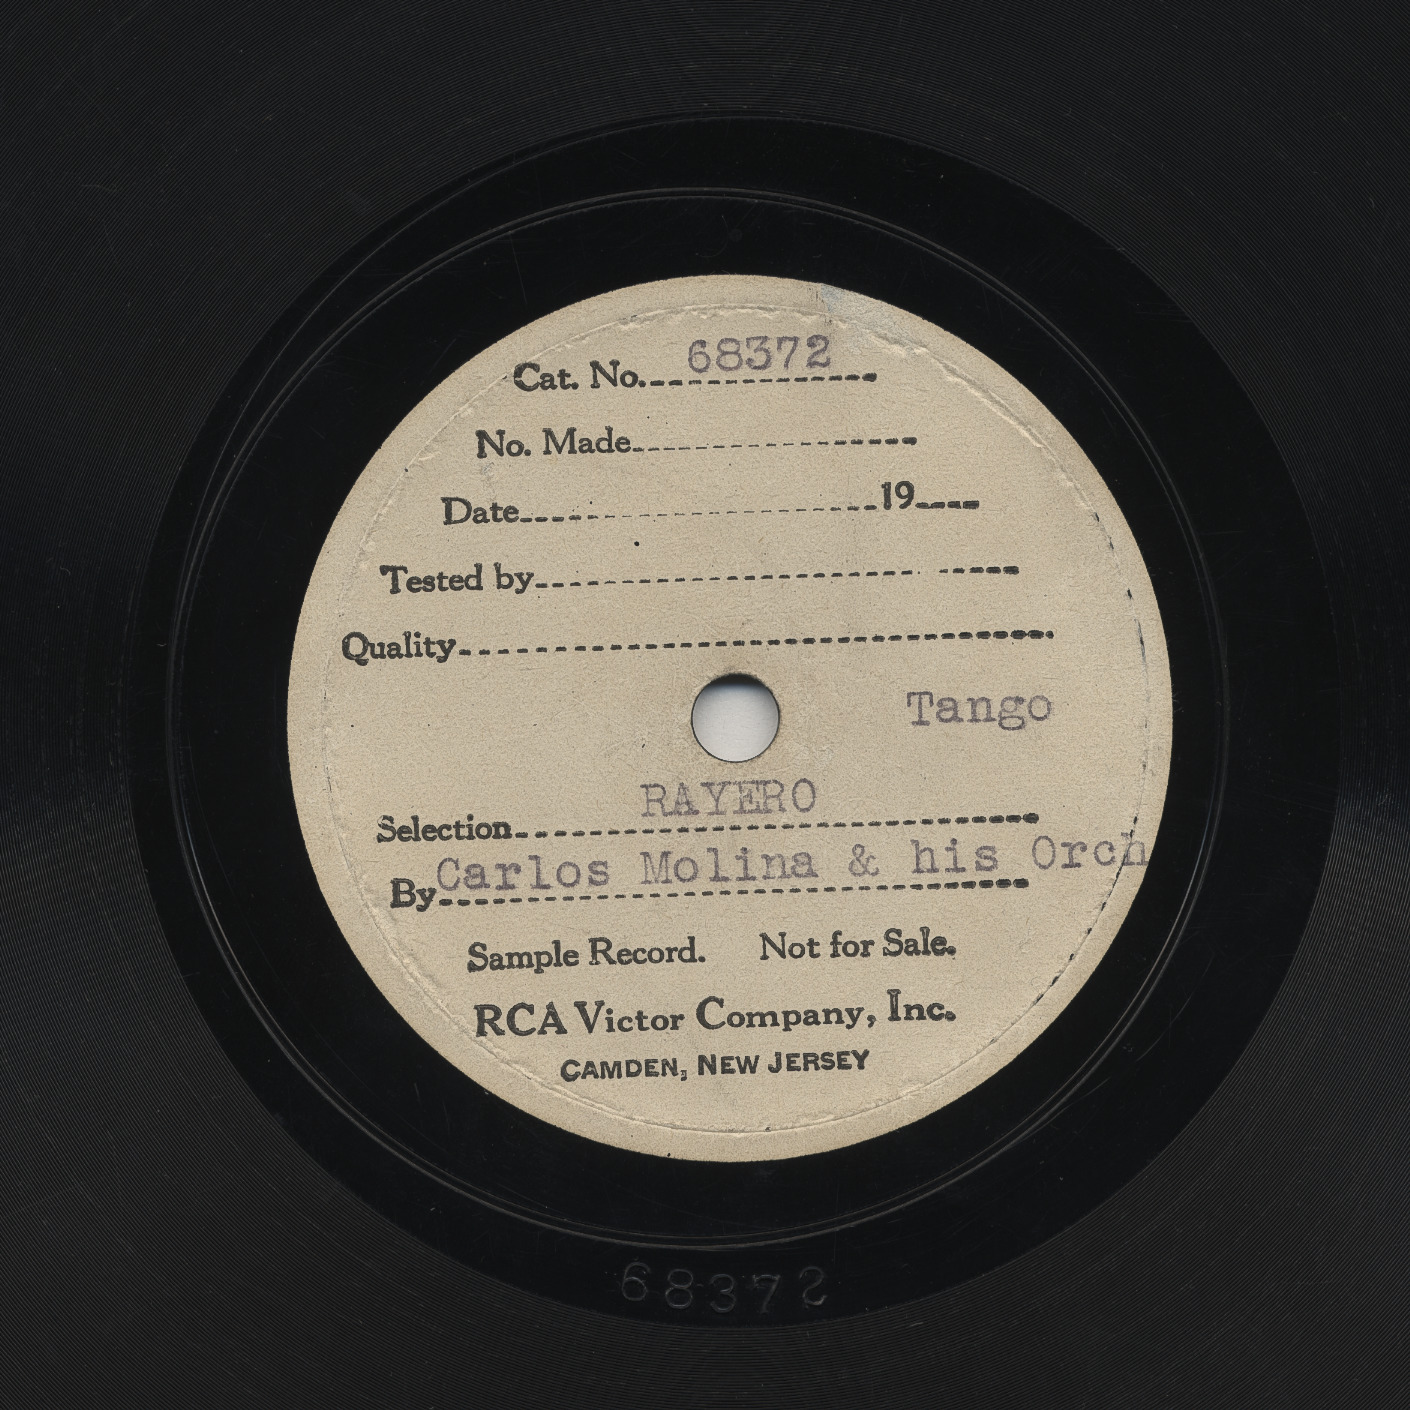 Cat. No. 68372
No. Made
Date 19
Tested by
Quality
Tango
Selection RAYERO
By Carlos Molina & his Orch
Sample Record. Not for Sale.
RCA Victor Company, Inc.
CAMDEN, NEW JERSEY
68372